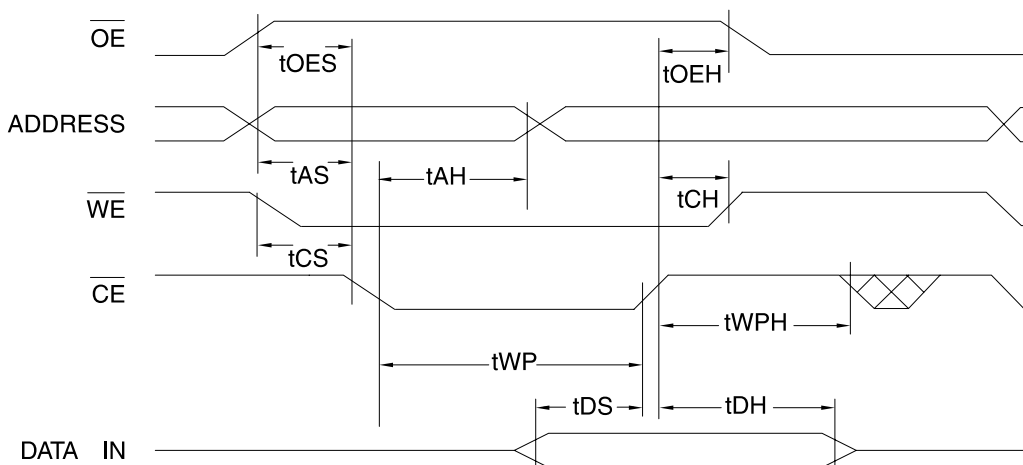 OE
tOES
tOEH
ADDRESS
tAS
tAH
tCH
WE
tCS
CE
tWPH
tWP
tDS
tDH
DATA IN